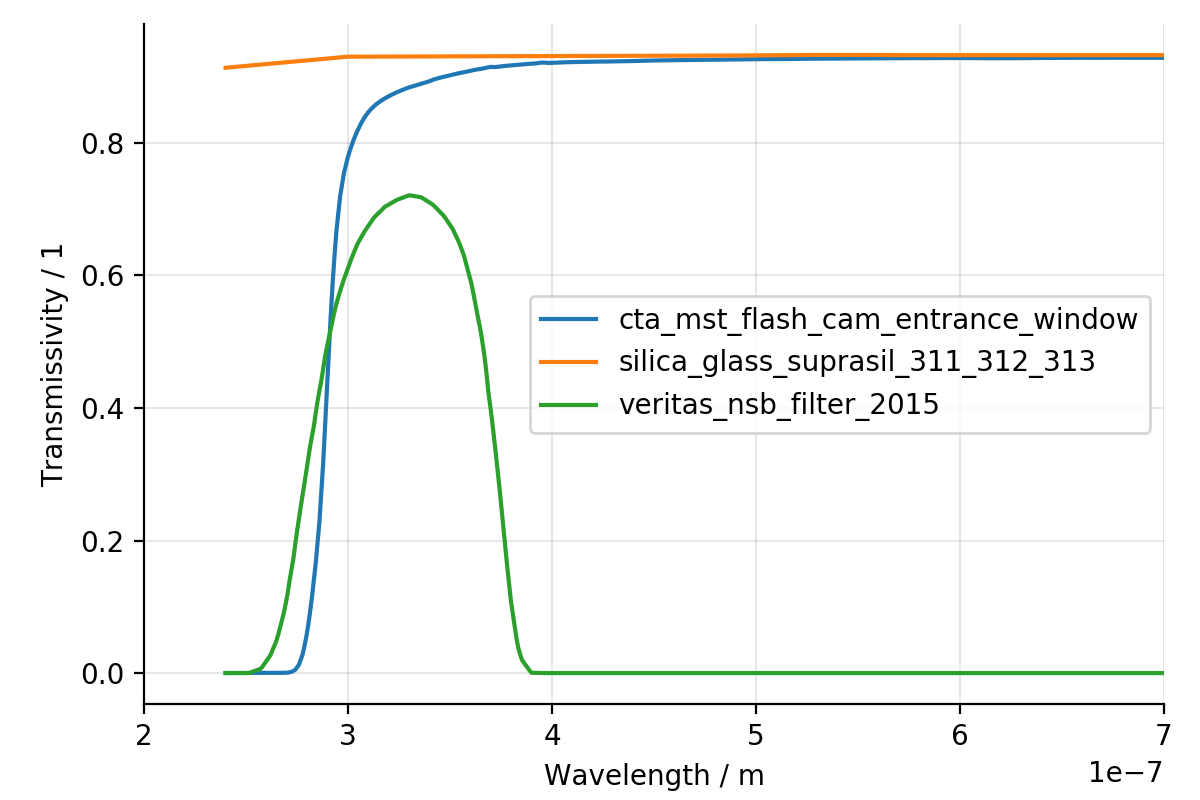 Transmissivity / 1
0.8
0.6
0.4
0.2
0.0
cta_mst_flash_cam_entrance_window
silica_glass_suprasil_311_312_313
veritas_nsb_filter_2015
2 3 4 5 6 7
Wavelength / m
1e−7